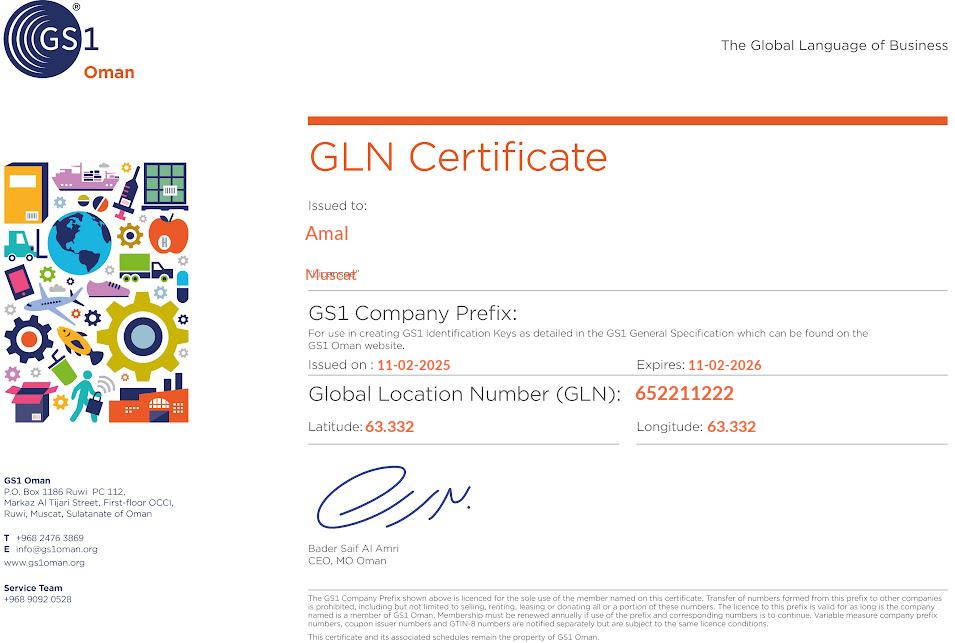 GS1
®
Oman
The Global Language of Business
GLN Certificate
Issued to:
Amal
Muscat
GS1 Company Prefix:
For use in creating GS1 Identification Keys as detailed in the GS1 General Specification which can be found on the
GS1 Oman website.
Issued on : 11-02-2025 Expires: 11-02-2026
Global Location Number (GLN): 652211222
Latitude: 63.332 Longitude: 63.332
GS1 Oman
P.O. Box 1186 Ruwi PC 112,
Markaz Al Tijari Street, First-floor OCCI,
Ruwi, Muscat, Sulatanate of Oman
T +968 2476 3869
E info@gs1oman.org
www.gs1oman.org
Service Team
+968 9092 0528
Bader Saif Al Amri
CEO, MO Oman
The GS1 Company Prefix shown above is licenced for the sole use of the member named on this certificate. Transfer of numbers formed from this prefix to other companies
is prohibited, including but not limited to selling, renting, leasing or donating all or a portion of these numbers. The licence to this prefix is valid for as long is the company
named is a member of GS1 Oman. Membership must be renewed annually if use of the prefix and corresponding numbers is to continue. Variable measure company prefix
numbers, coupon issuer numbers and GTIN-8 numbers are notified separately but are subject to the same licence conditions.
This certificate and its associated schedules remain the property of GS1 Oman.